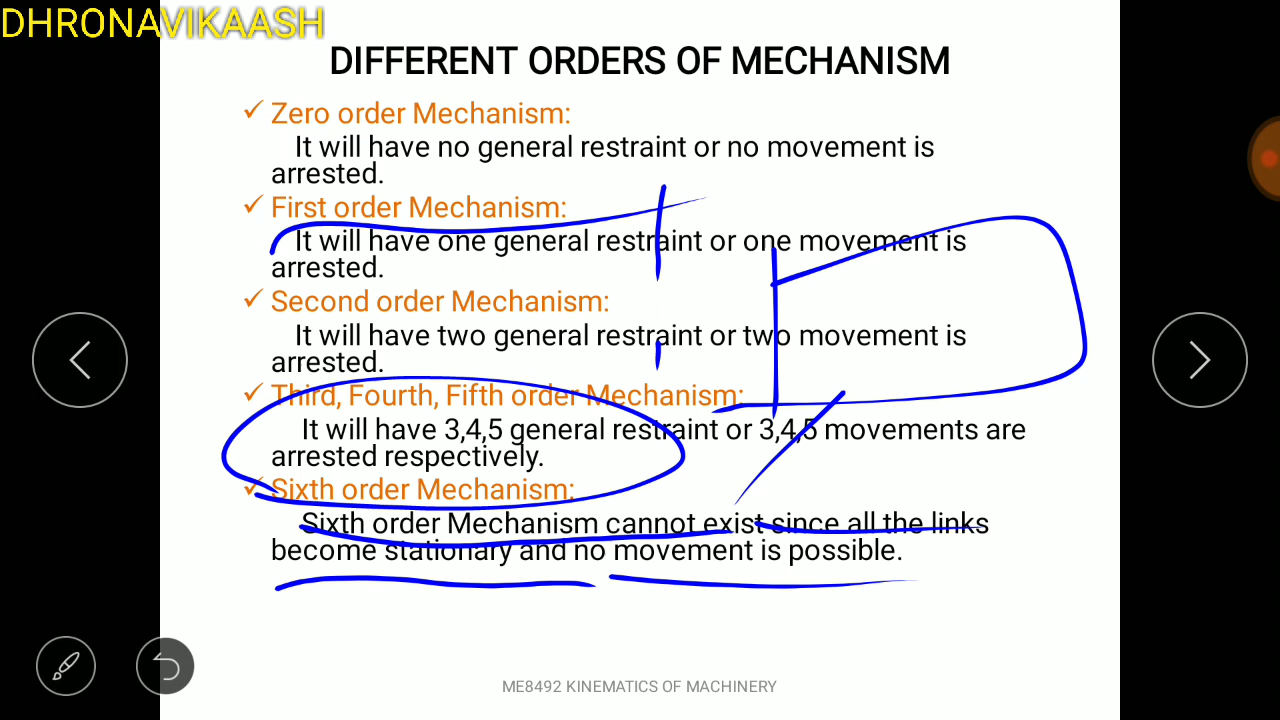 DHRONAVIKAASH
DIFFERENT ORDERS OF MECHANISM
✓ Zero order Mechanism:
It will have no general restraint or no movement is
arrested.
✓ First order Mechanism:
It will have one general restraint or one movement is
arrested.
✓ Second order Mechanism:
It will have two general restraint or two movement is
arrested.
✓ Third, Fourth, Fifth order Mechanism:
It will have 3,4,5 general restraint or 3,4,5 movements are
arrested respectively.
✓ Sixth order Mechanism:
Sixth order Mechanism cannot exist since all the links
become stationary and no movement is possible.
ME8492 KINEMATICS OF MACHINERY